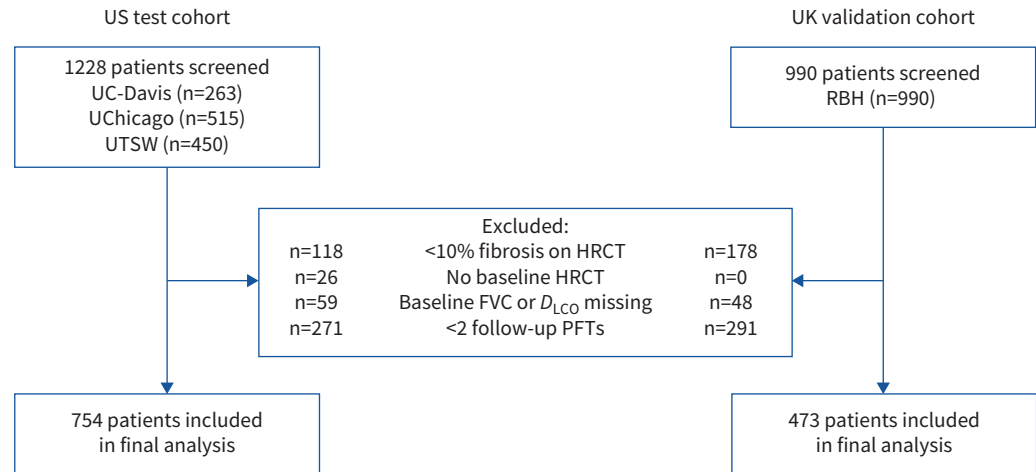 US test cohort
UK validation cohort
1228 patients screened
UC-Davis (n=263)
UChicago (n=515)
UTSW (n=450)
990 patients screened
RBH (n=990)
Excluded:
n=118 <10% fibrosis on HRCT n=178
n=26 No baseline HRCT n=0
n=59 Baseline FVC or DLCO missing n=48
n=271 <2 follow-up PFTs n=291
754 patients included
in final analysis
473 patients included
in final analysis